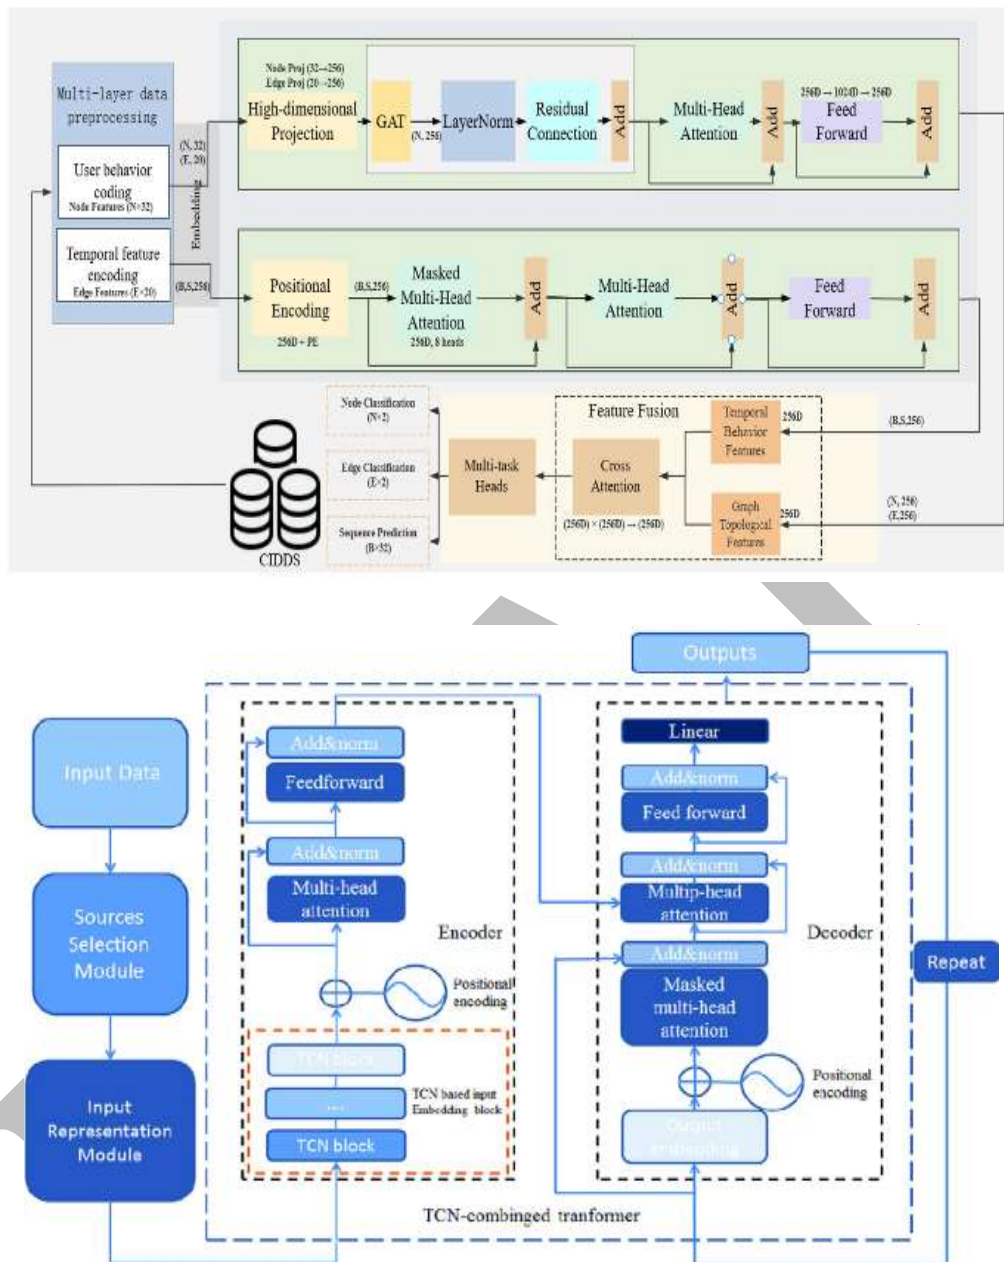 Multi-layer data
preprocessing
User behavior
coding
Node Features (N×32)
Temporal feature
encoding
Edge Features (E×20)
(N, 32)
(E, 20)
(B,S,256)
Embedding
Node Proj (32→256)
Edge Proj (20→256)
High-dimensional
Projection
GAT
(N, 256)
LayerNorm
Residual
Connection
Add
Multi-Head
Attention
Add
256D→1024D→256D
Feed
Forward
Add
Positional
Encoding
256D + PE
(B,S,256)
Masked
Multi-Head
Attention
256D, 8 heads
Add
Multi-Head
Attention
Add
Feed
Forward
Add
CIDDS
Node Classification
(N×2)
Edge Classification
(E×2)
Sequence Prediction
(B×32)
Multi-task
Heads
Feature Fusion
Cross
Attention
(256D) × (256D) → (256D)
Temporal
Behavior
Features
256D
(B,S,256)
Graph
Topological
Features
256D
(N, 256)
(E,256)
Input Data
Sources
Selection
Module
Input
Representation
Module
Add&norm
Feedforward
Add&norm
Multi-head
attention
Encoder
Positional
encoding
TCN block
....
TCN block
TCN based input
Embedding block
TCN-combinged tranformer
Outputs
Linear
Add&norm
Feed forward
Add&norm
Multip-head
attention
Decoder
Add&norm
Masked
multi-head
attention
Positional
encoding
Output
embedding
Repeat